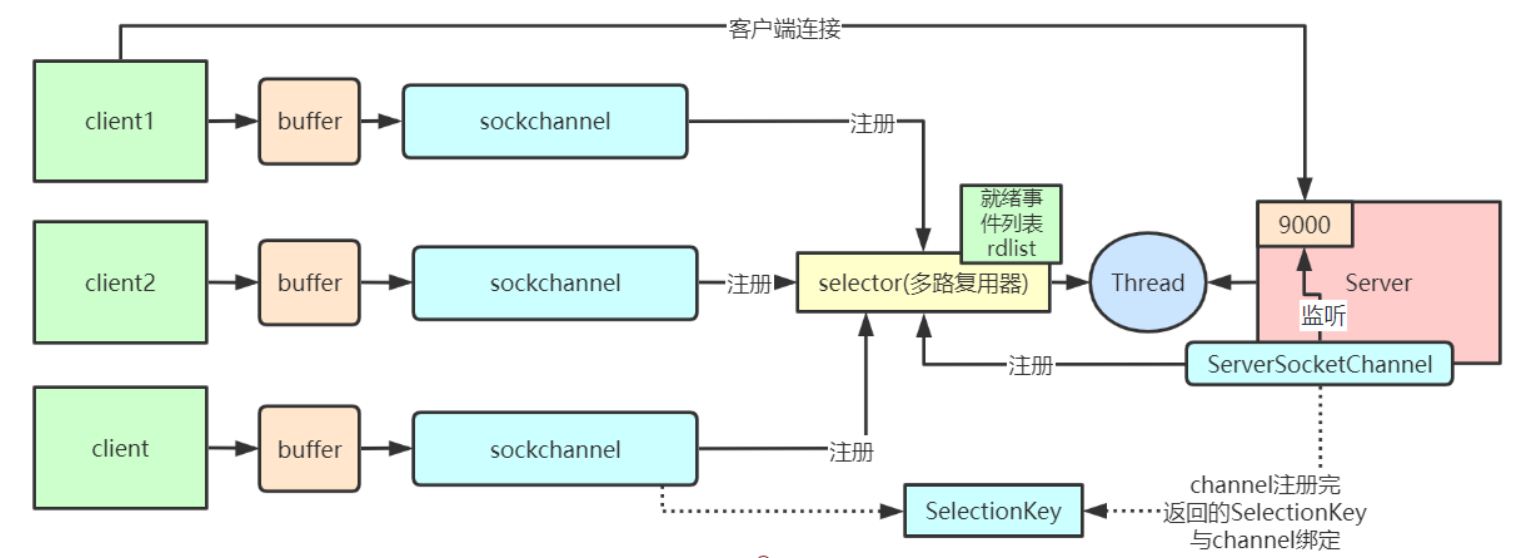 客户端连接
client1
buffer
sockchannel
注册
就绪事
件列表
rdlist
9000
client2
buffer
sockchannel
注册
selector(多路复用器)
Thread
Server
监听
注册
ServerSocketChannel
client
buffer
sockchannel
注册
SelectionKey
channel注册完
返回的SelectionKey
与channel绑定